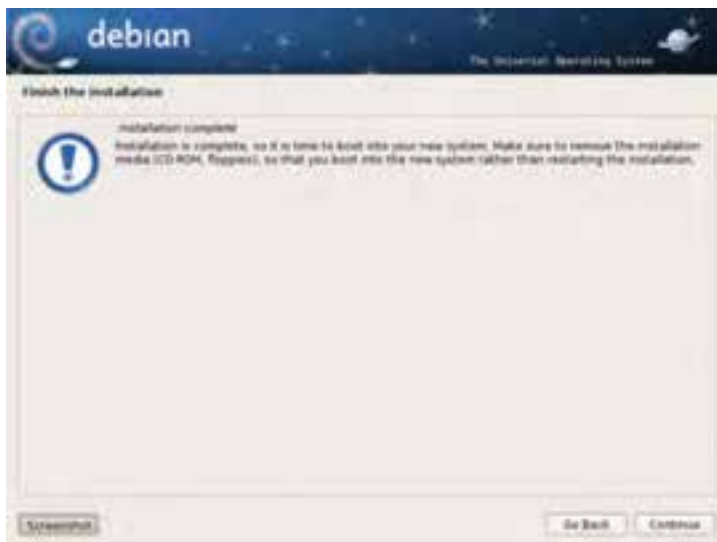 debian
The Universal Operating System
Finish the installation
Installation complete
Installation is complete, so it is time to boot into your new system. Make sure to remove the installation
media (CD-ROM, floppies), so that you boot into the new system rather than restarting the installation.
Screenshot
Go Back
Continue